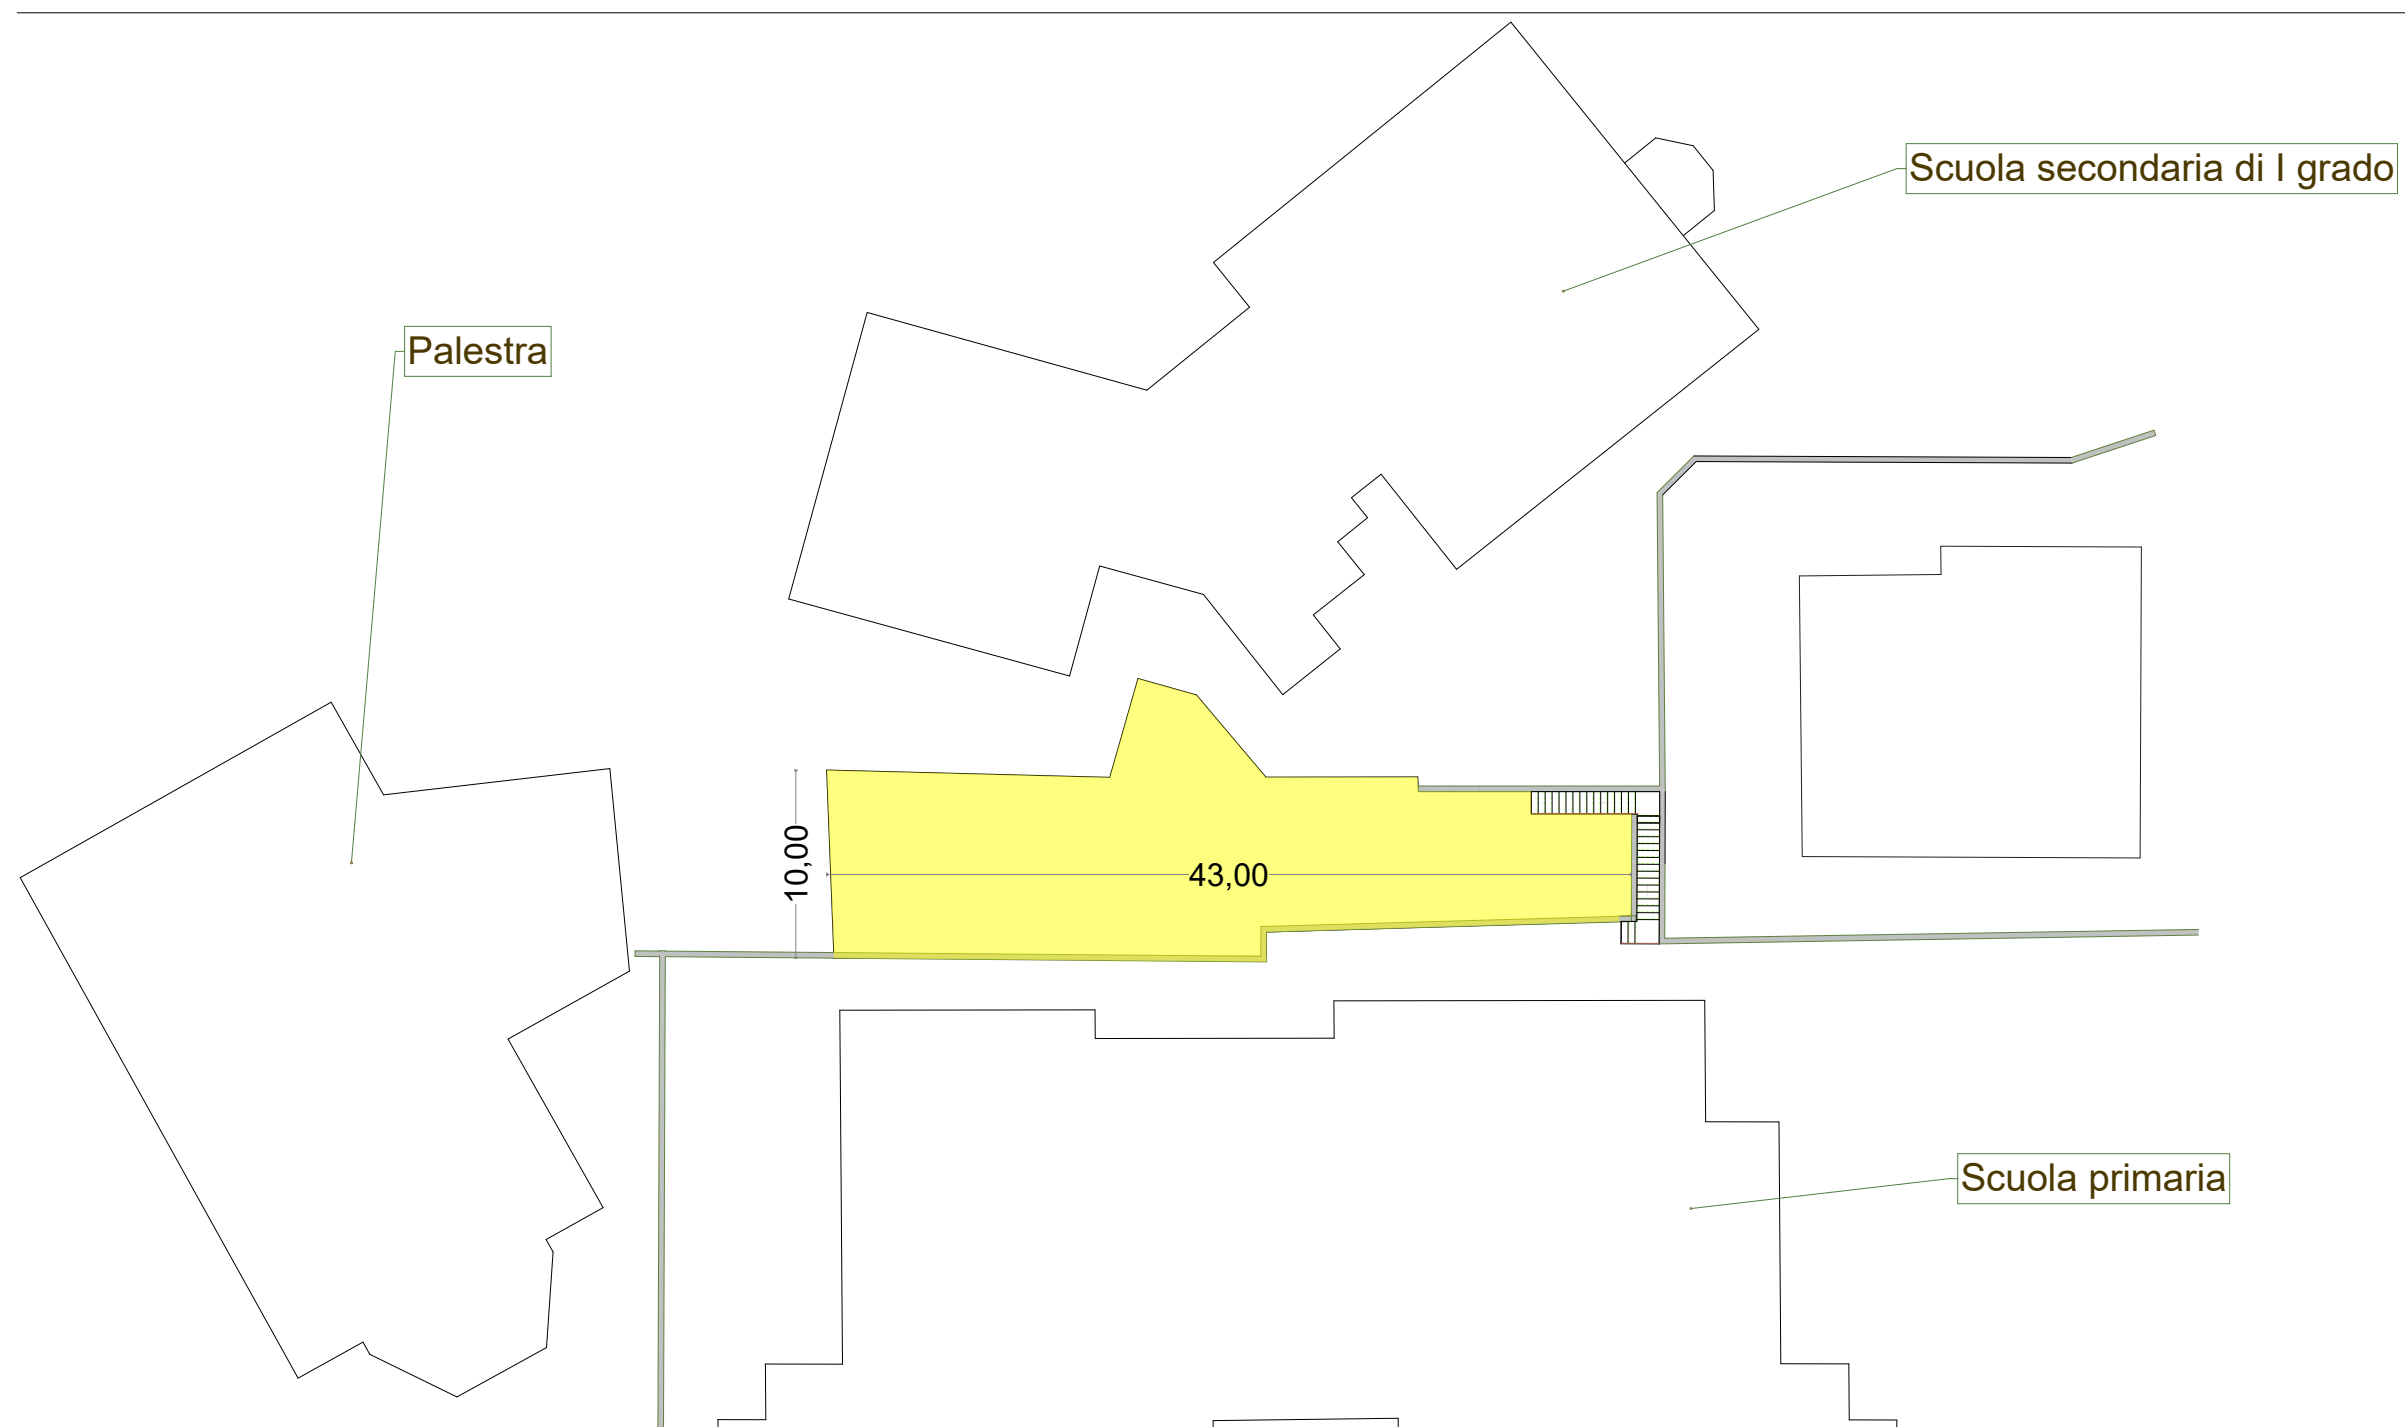 Scuola secondaria di I grado
Palestra
10,00
43,00
Scuola primaria